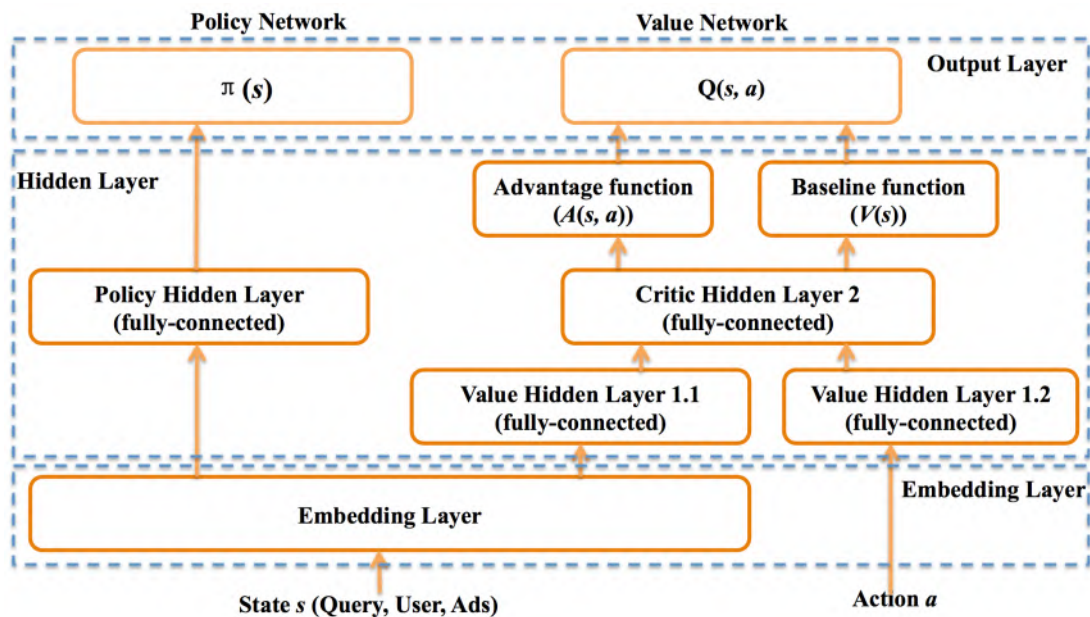 Policy Network
Value Network
Output Layer
π (s)
Q(s, a)
Hidden Layer
Advantage function
(A(s, a))
Baseline function
(V(s))
Policy Hidden Layer
(fully-connected)
Critic Hidden Layer 2
(fully-connected)
Value Hidden Layer 1.1
(fully-connected)
Value Hidden Layer 1.2
(fully-connected)
Embedding Layer
Embedding Layer
State s (Query, User, Ads)
Action a